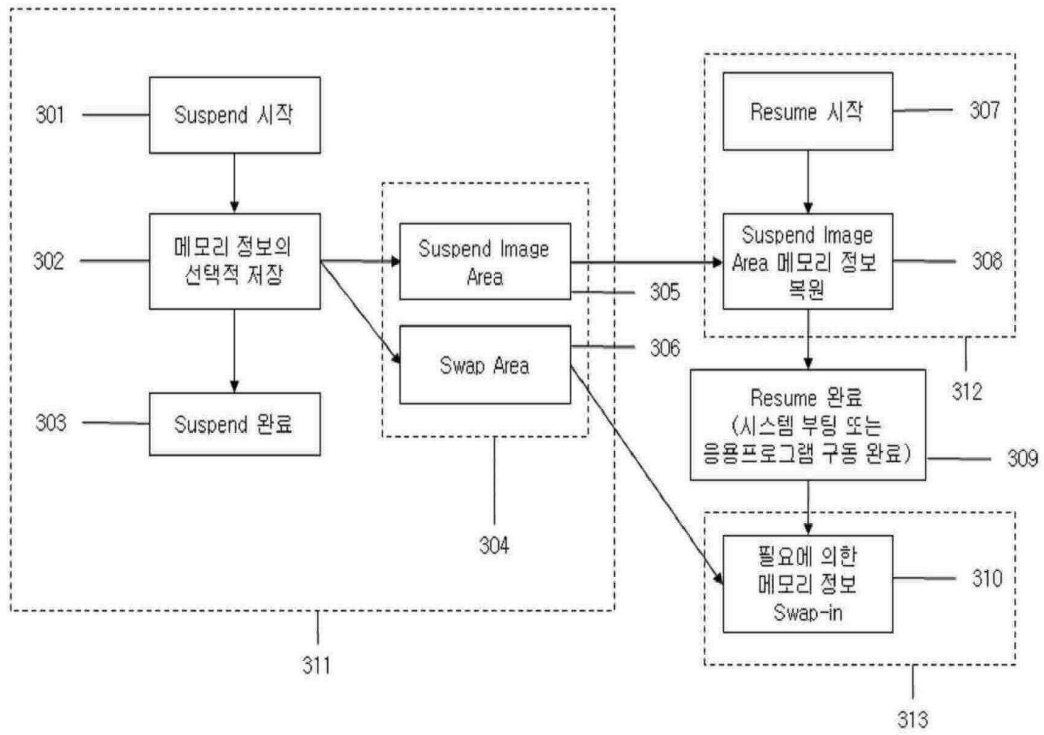 301
Suspend 시작
302
메모리 정보의
선택적 저장
303
Suspend 완료
Suspend Image
Area
305
306
Swap Area
304
311
Resume 시작
307
Suspend Image
Area 메모리 정보
복원
308
312
Resume 완료
(시스템 부팅 또는
응용프로그램 구동 완료)
309
필요에 의한
메모리 정보
Swap-in
310
313